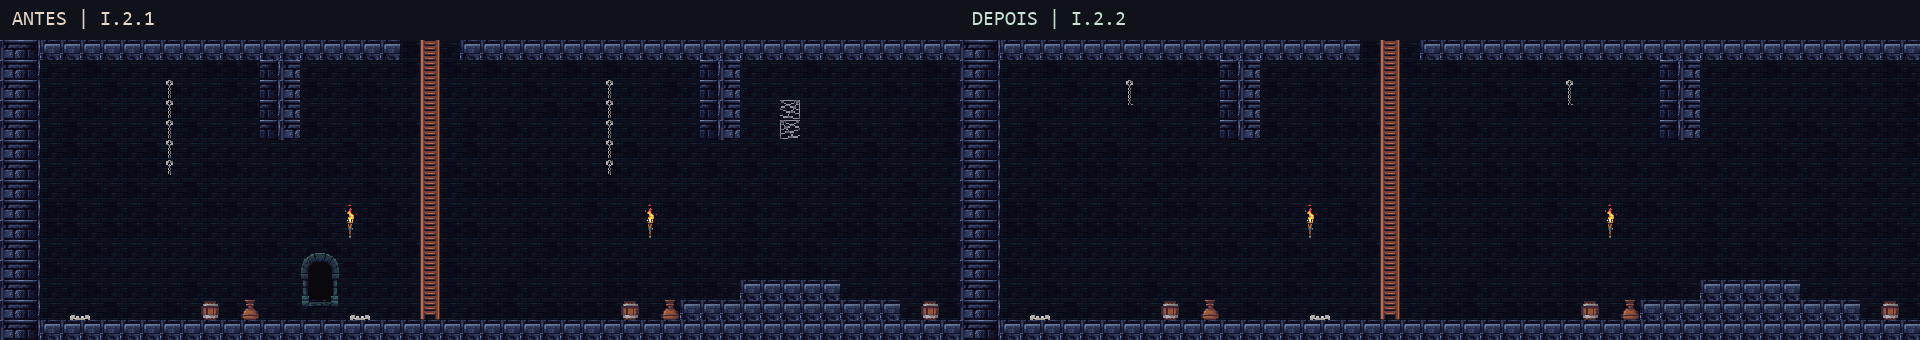 ANTES | I.2.1
DEPOIS | I.2.2